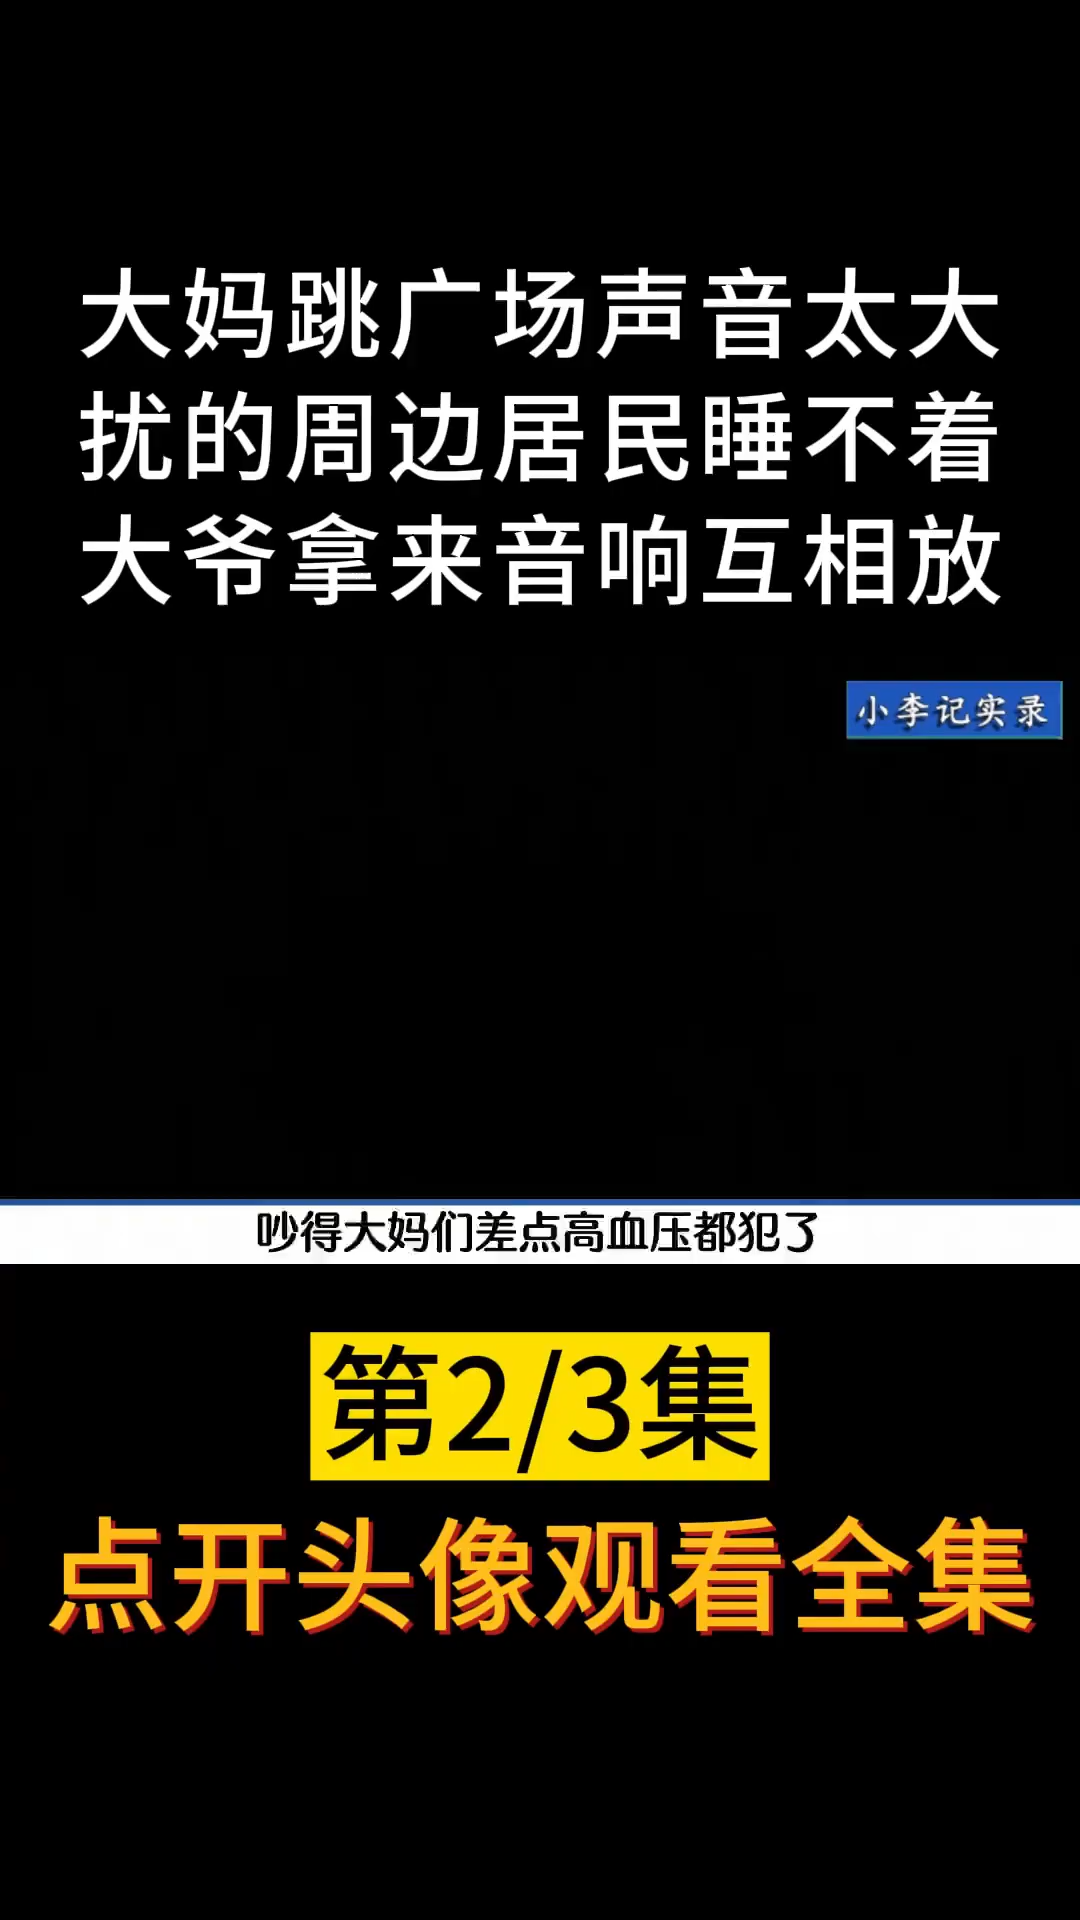 大妈跳广场声音太大
扰的周边居民睡不着
大爷拿来音响互相放
小李记实录
吵得大妈们差点高血压都犯了
第2/3集
点开头像观看全集